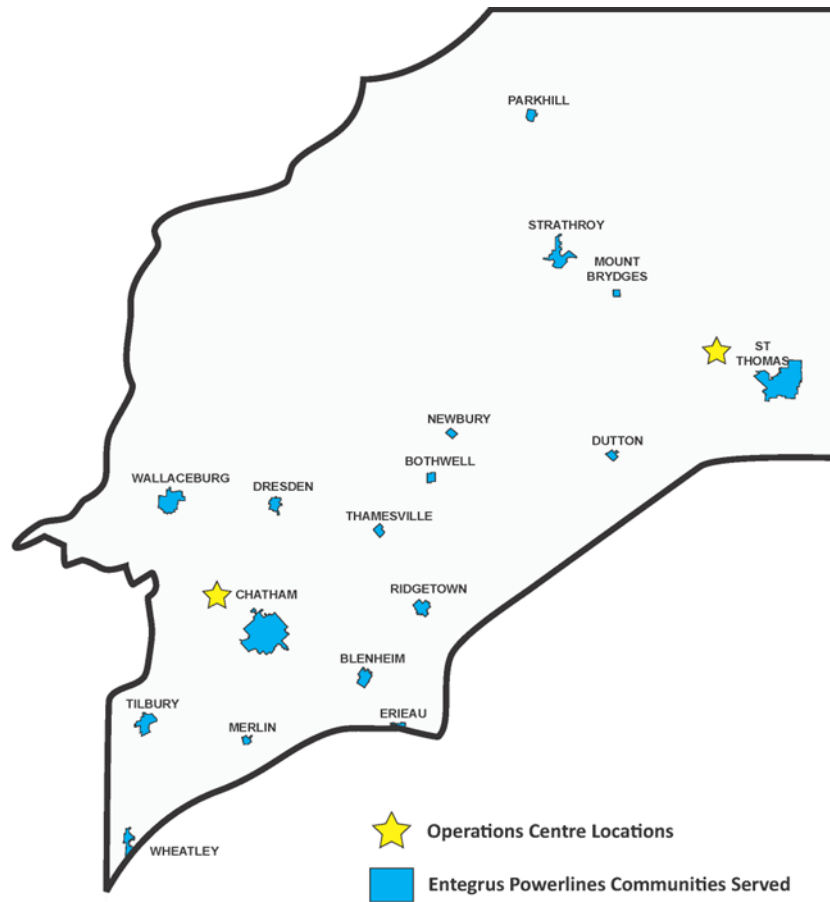 PARKHILL
STRATHROY
MOUNT
BRYDGES
ST
THOMAS
NEWBURY
DUTTON
BOTHWELL
WALLACEBURG
DRESDEN
THAMESVILLE
CHATHAM
RIDGETOWN
BLENHEIM
TILBURY
ERIEAU
MERLIN
WHEATLEY
Operations Centre Locations
Entegrus Powerlines Communities Served